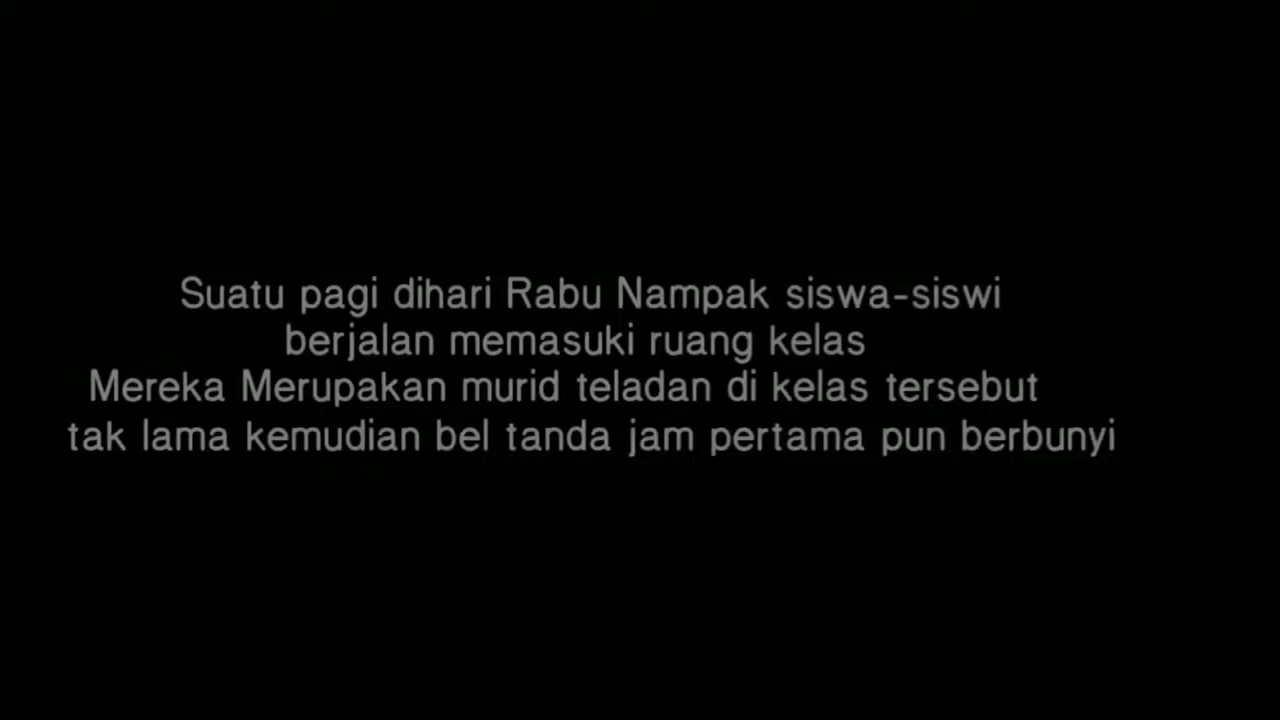 Suatu pagi dihari Rabu Nampak siswa-siswi
berjalan memasuki ruang kelas
Mereka Merupakan murid teladan di kelas tersebut
tak lama kemudian bel tanda jam pertama pun berbunyi